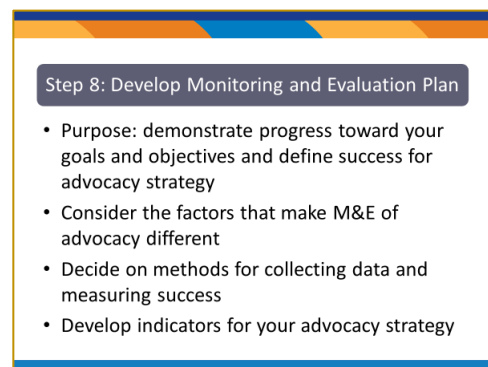 Step 8: Develop Monitoring and Evaluation Plan
• Purpose: demonstrate progress toward your
goals and objectives and define success for
advocacy strategy
• Consider the factors that make M&E of
advocacy different
• Decide on methods for collecting data and
measuring success
• Develop indicators for your advocacy strategy